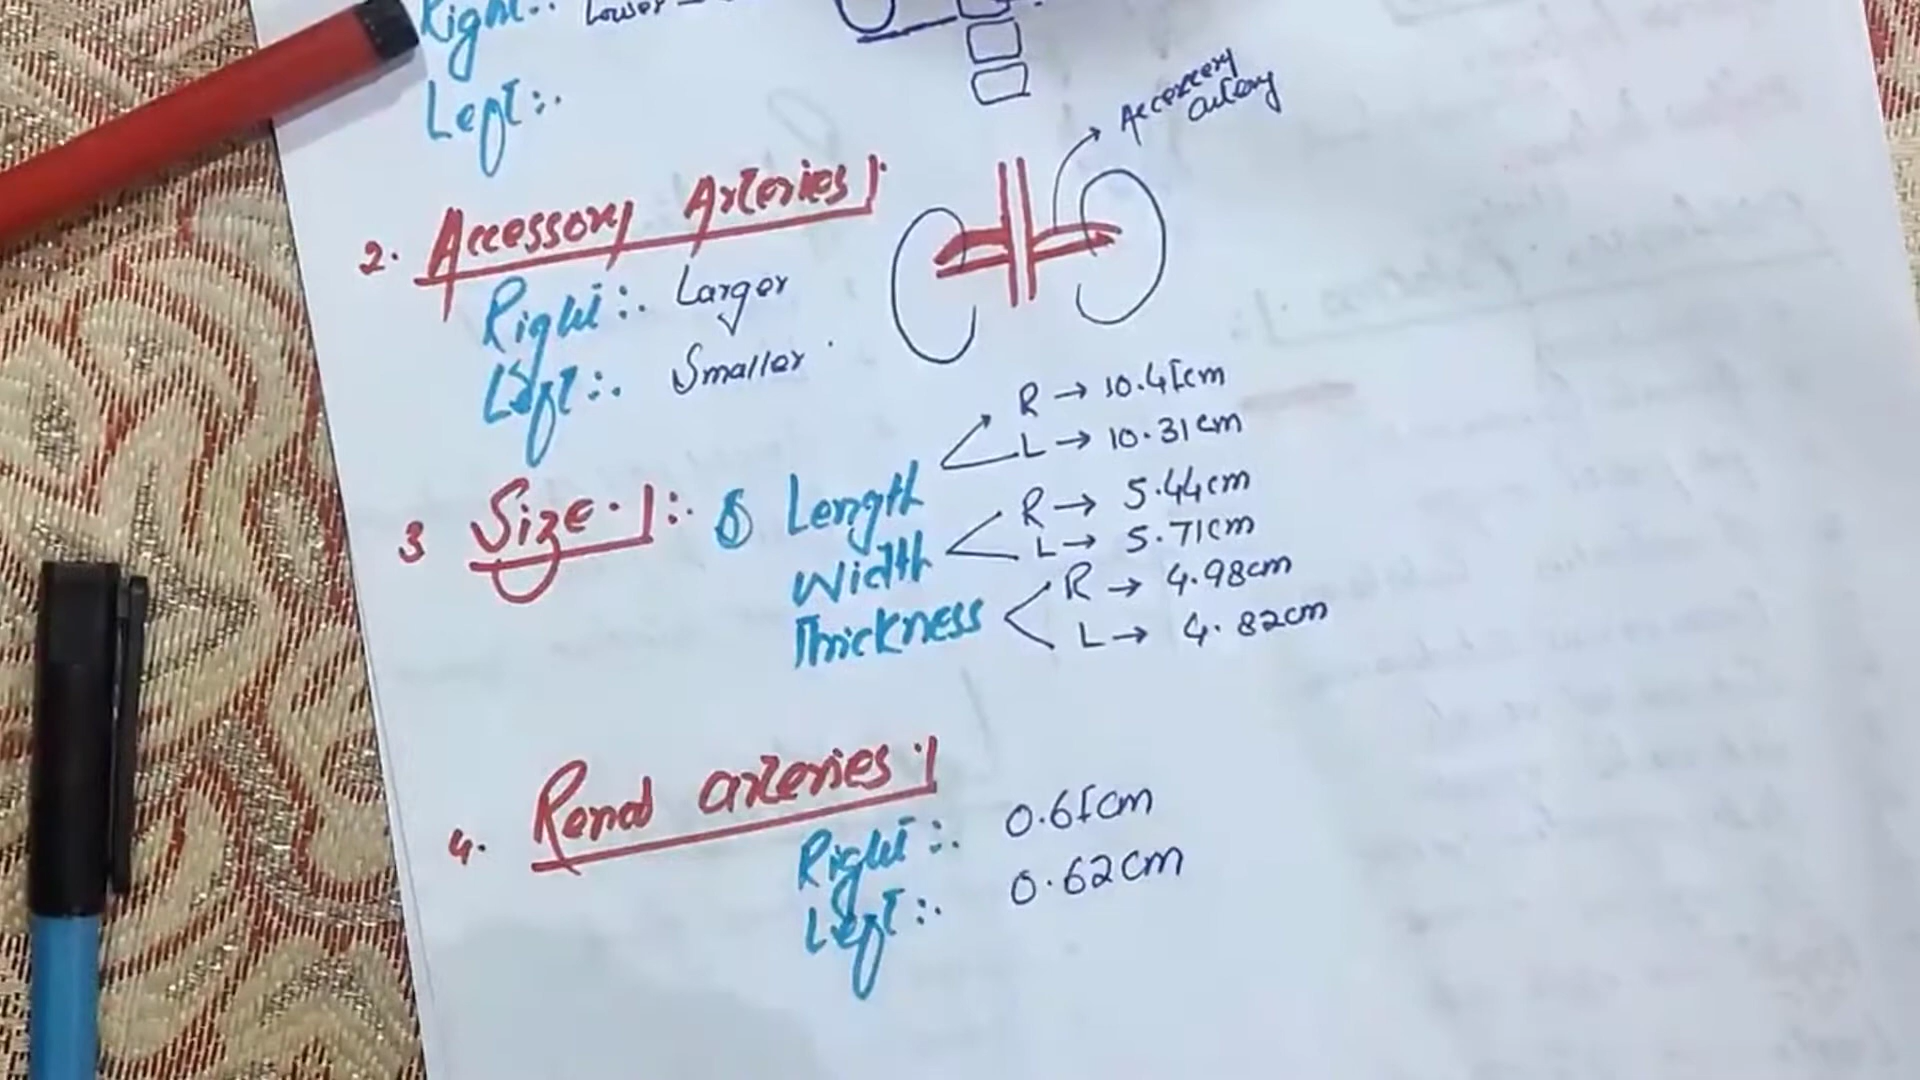 Right:. Lower
Left:.
Accessory
artery
2. Accessory Arteries
Right:. Larger
Left:. Smaller
3 Size:. Length R → 10.45cm
L → 10.31cm
Width R → 5.44cm
L → 5.71cm
Thickness R → 4.98cm
L → 4.82cm
4. Renal arteries
Right:. 0.65cm
Left:. 0.62cm